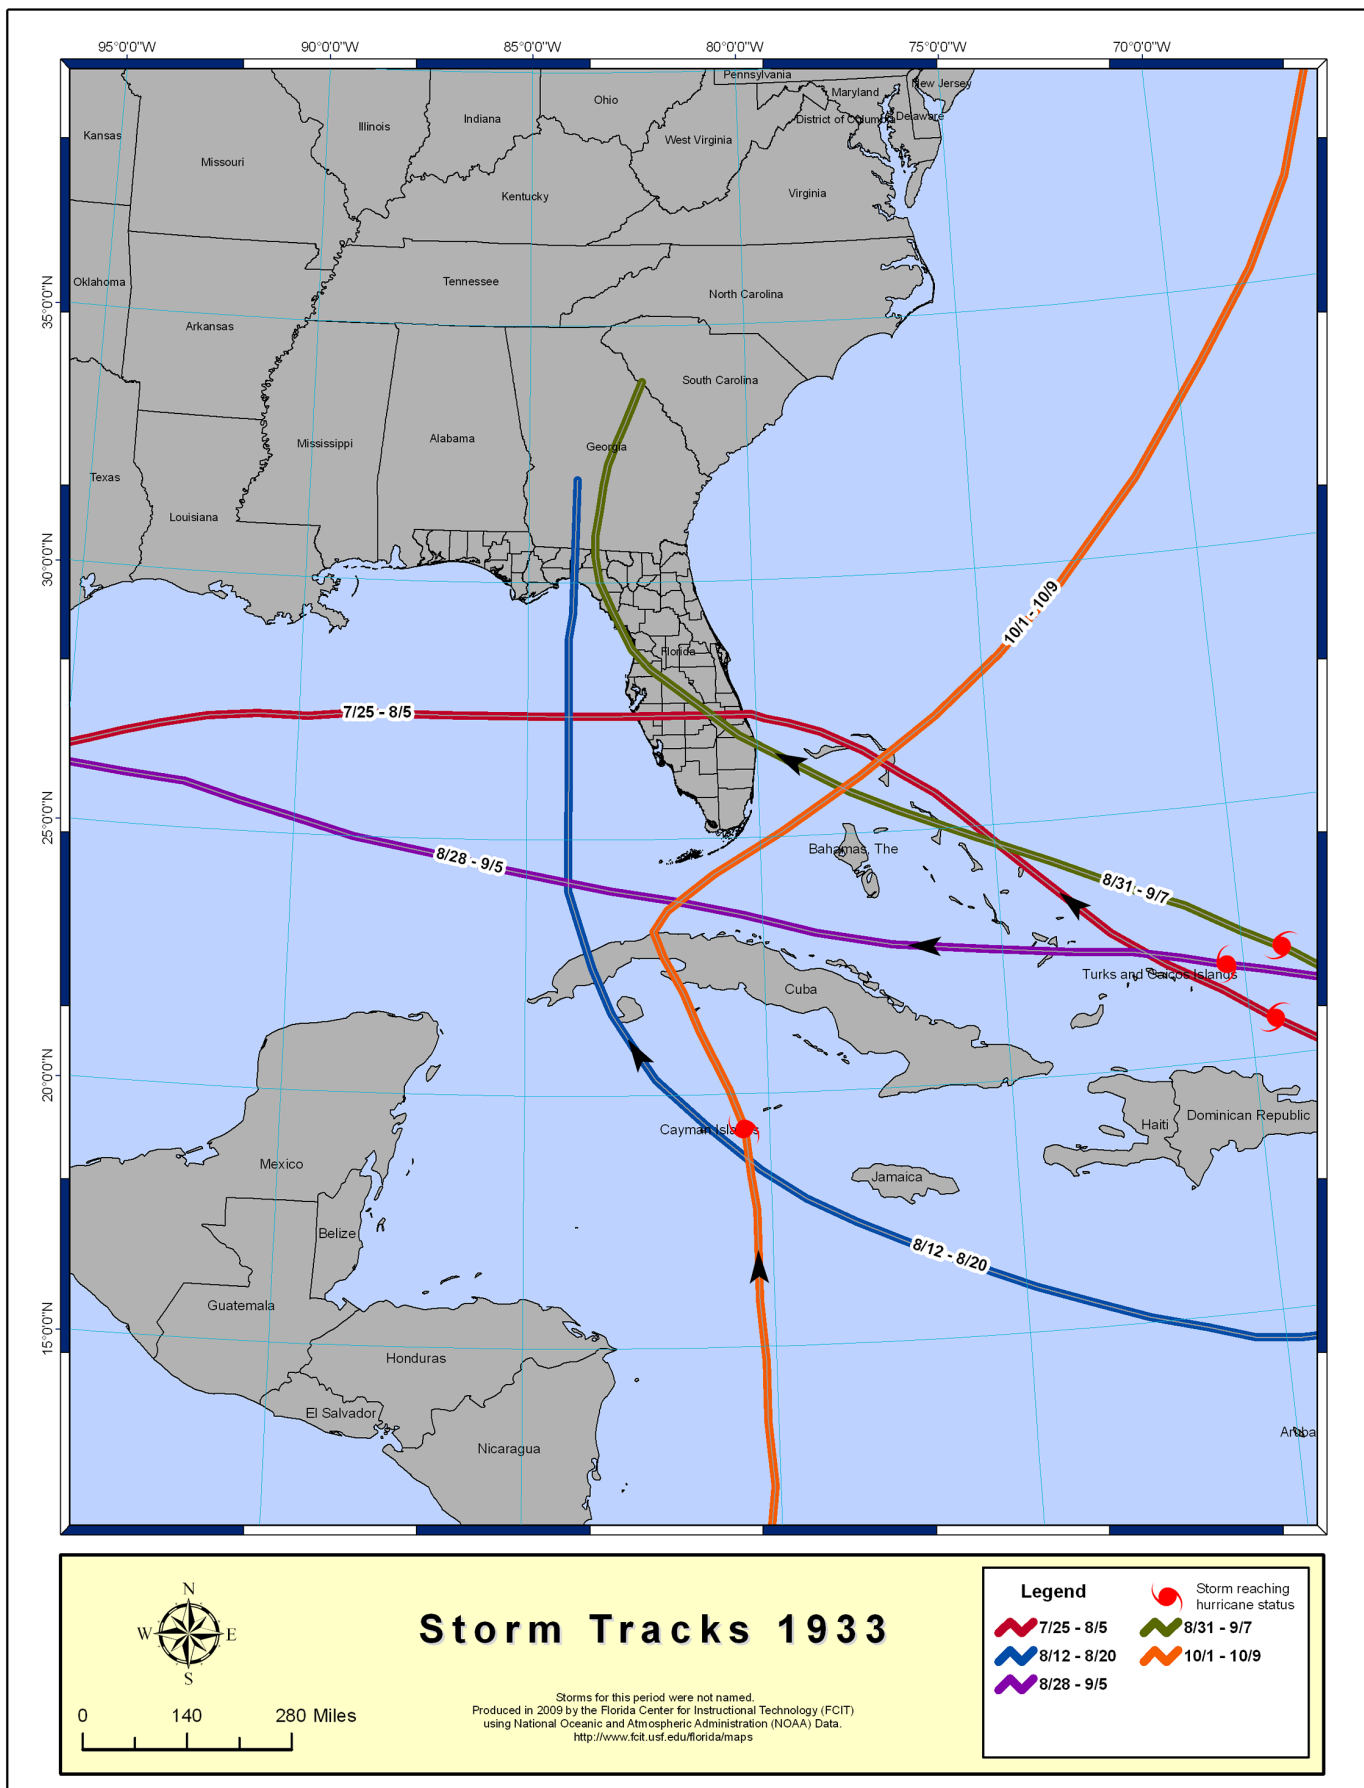 95°0'0"W
90°0'0"W
85°0'0"W
80°0'0"W
75°0'0"W
70°0'0"W
Pennsylvania
New Jersey
Maryland
Ohio
Delaware
District of Columbia
Indiana
Illinois
Kansas
West Virginia
Missouri
Virginia
Kentucky
Oklahoma
Tennessee
North Carolina
35°0'0"N
Arkansas
South Carolina
Alabama
Mississippi
Georgia
Texas
Louisiana
30°0'0"N
10/1 - 10/9
Florida
7/25 - 8/5
25°0'0"N
Bahamas, The
8/28 - 9/5
8/31 - 9/7
Turks and Caicos Islands
Cuba
20°0'0"N
Dominican Republic
Haiti
Cayman Islands
Mexico
Jamaica
Belize
8/12 - 8/20
Guatemala
15°0'0"N
Honduras
El Salvador
Aruba
Nicaragua
N
W E
S
0 140 280 Miles
Storm Tracks 1933
Storms for this period were not named.
Produced in 2009 by the Florida Center for Instructional Technology (FCIT)
using National Oceanic and Atmospheric Administration (NOAA) Data.
http://www.fcit.usf.edu/florida/maps
Legend
Storm reaching
hurricane status
7/25 - 8/5
8/31 - 9/7
8/12 - 8/20
10/1 - 10/9
8/28 - 9/5